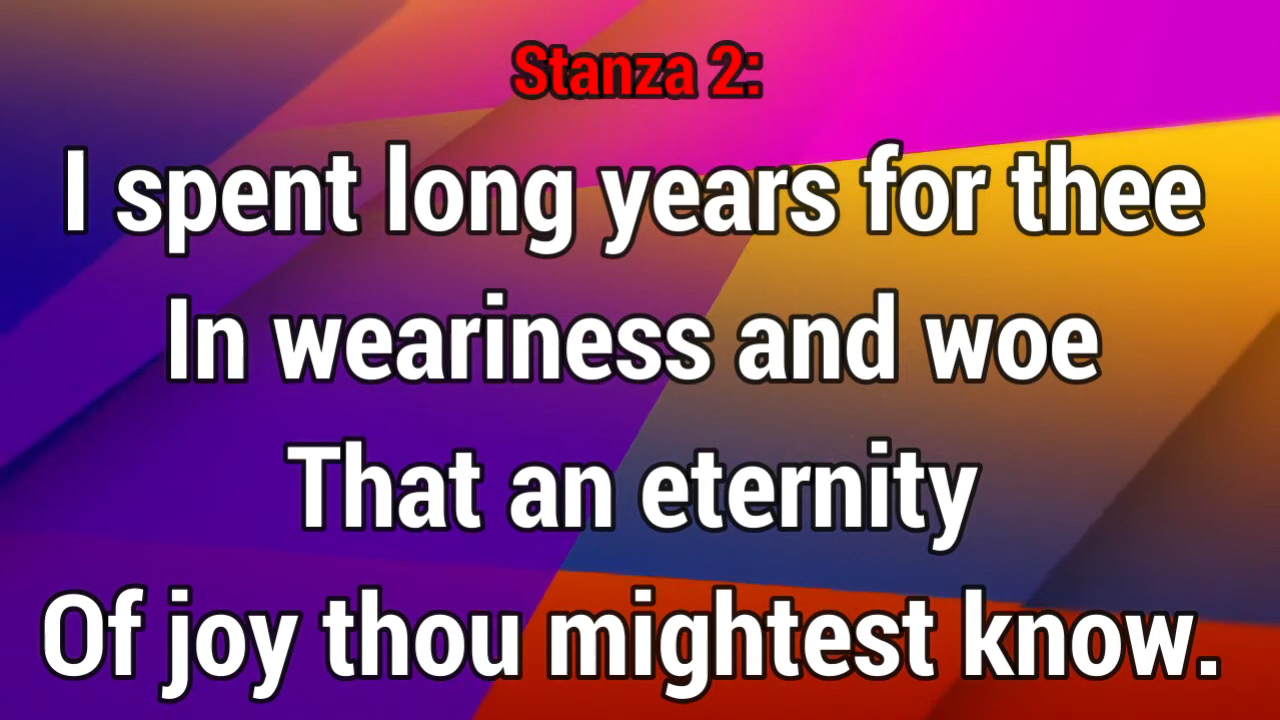 Stanza 2:
I spent long years for thee
In weariness and woe
That an eternity
Of joy thou mightest know.